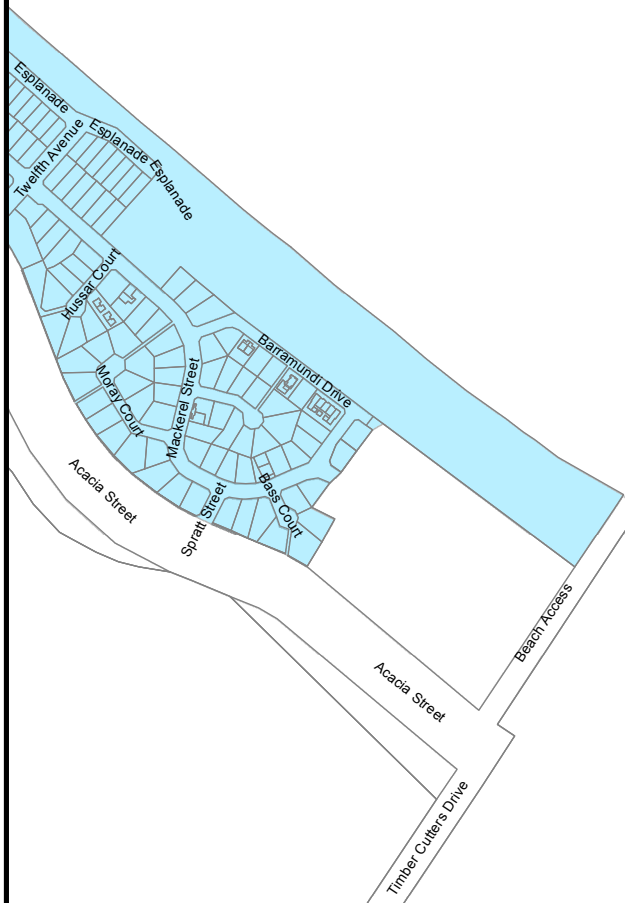 Esplanade
Twelfth Avenue
Esplanade
Esplanade
Hussar Court
Barramundi Drive
Moray Court
Mackerel Street
Acacia Street
Spratt Street
Bass Court
Beach Access
Acacia Street
Timber Cutters Drive